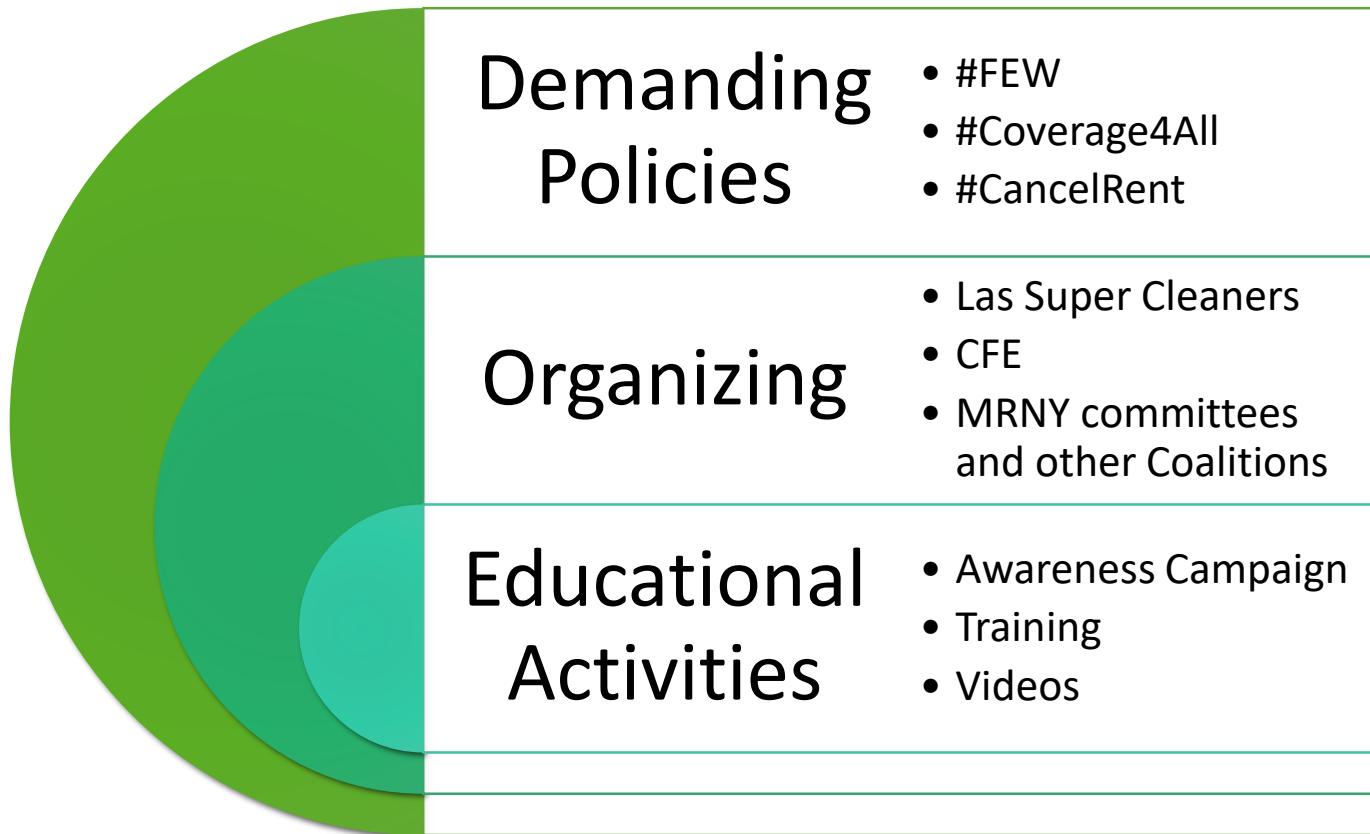 Demanding
Policies
• #FEW
• #Coverage4All
• #CancelRent
Organizing
• Las Super Cleaners
• CFE
• MRNY committees
and other Coalitions
Educational
Activities
• Awareness Campaign
• Training
• Videos